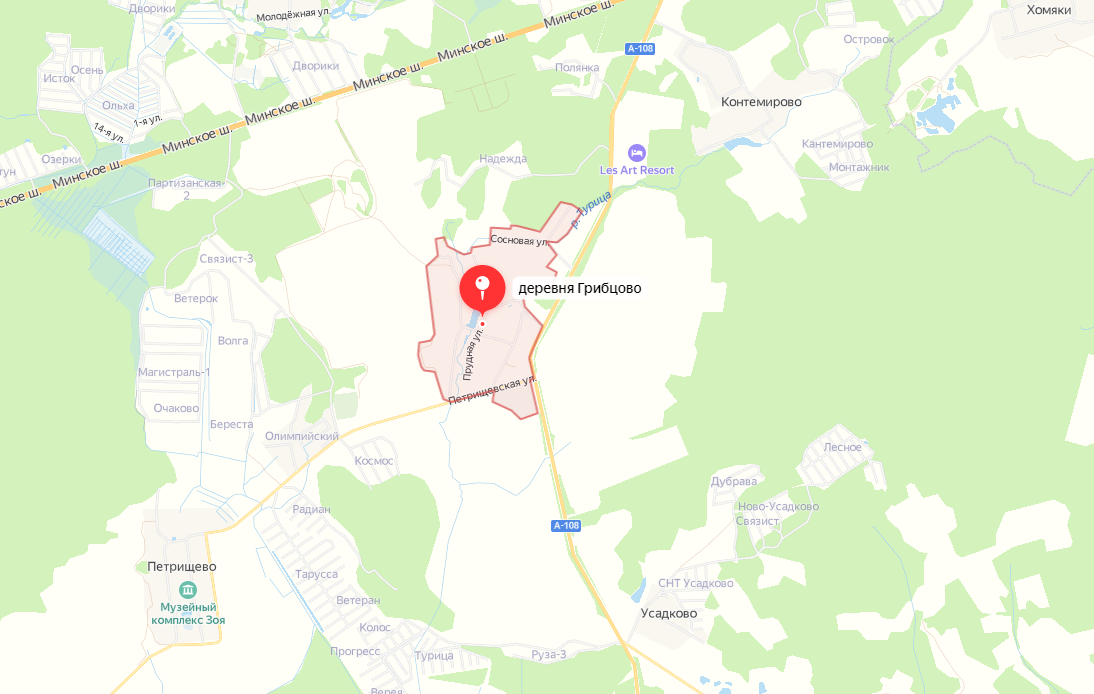 Дворики
Молодёжная ул.
Минское ш.
Хомяки
А-108
Островок
Минское ш.
Дворики
Полянка
Осень
Исток
Минское ш.
Контемирово
Ольха
Минское ш.
1-я ул.
14-я ул.
Минское ш.
Кантемирово
Озерки
Надежда
Les Art Resort
Монтажник
Минское ш.
Партизанская-
2
р. Турица
Сосновая ул.
Связист-3
деревня Грибцово
Ветерок
Волга
Прудная ул.
Магистраль-1
Петрищевская ул.
Очаково
Береста
Олимпийский
Лесное
Космос
Дубрава
Радиан
Ново-Усадково
Связист
А-108
Петрищево
Тарусса
СНТ Усадково
Музейный
комплекс Зоя
Ветеран
Усадково
Колос
Прогресс
Турица
Руза-3
Верея